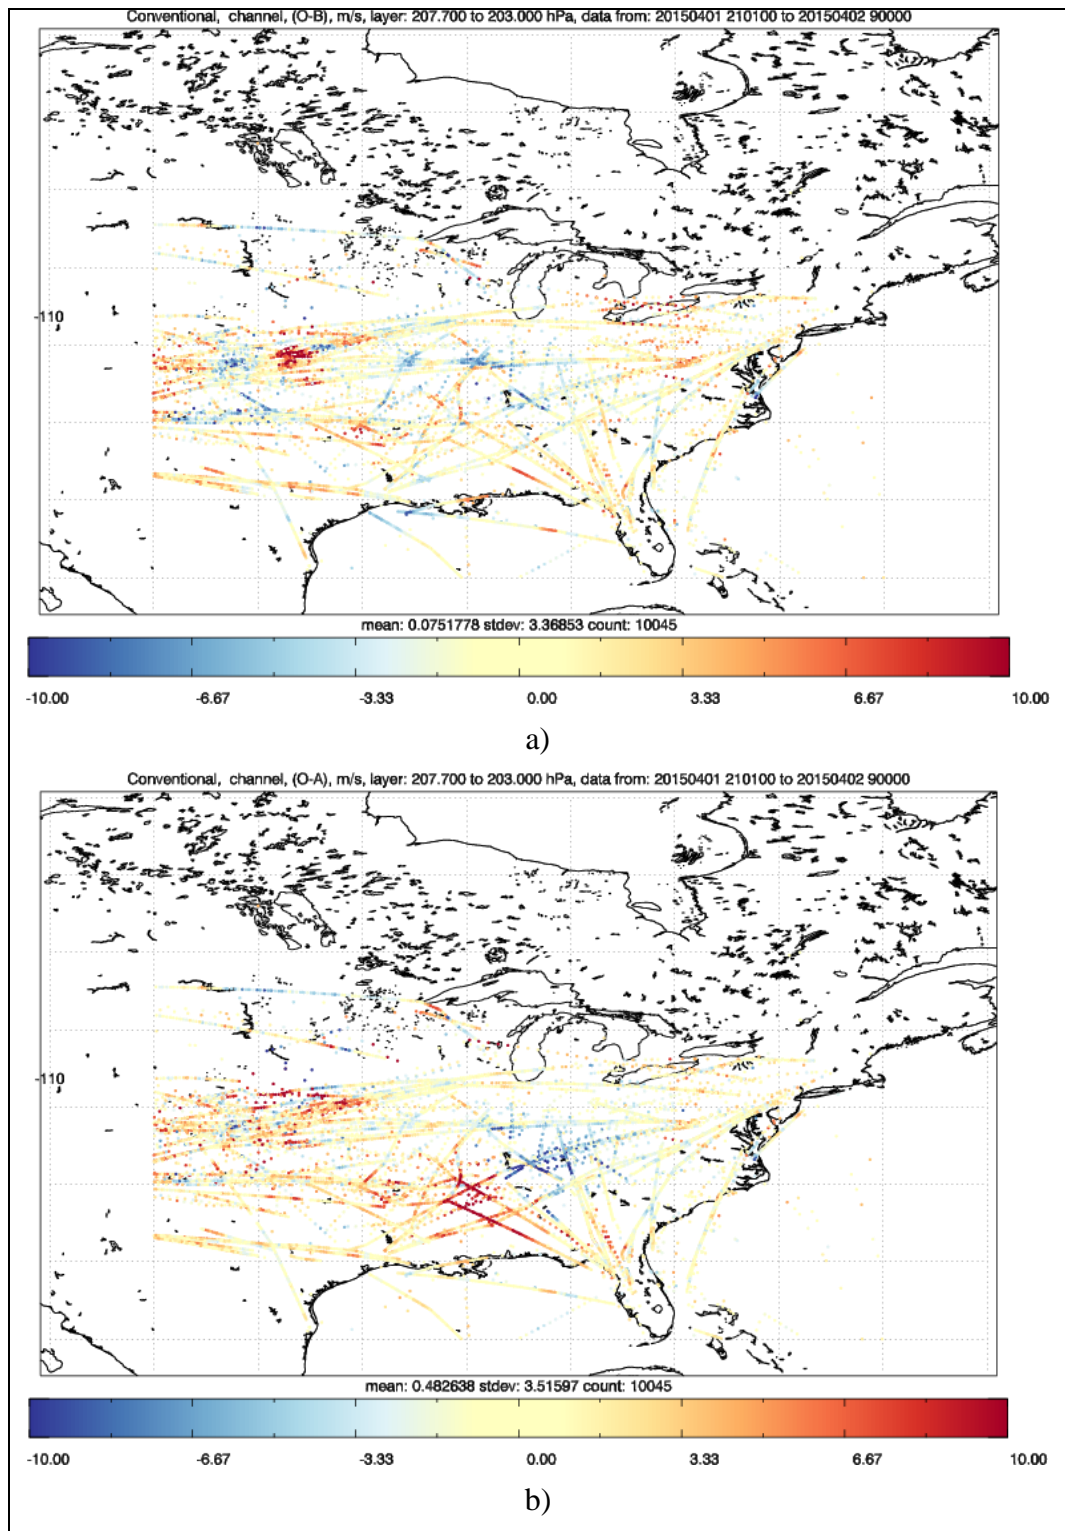 Conventional,  channel, (O-B), m/s, layer: 207.700 to 203.000 hPa, data from: 20150401 210100 to 20150402 90000
-110
mean: 0.0751778 stdev: 3.36853 count: 10045
-10.00 -6.67 -3.33 0.00 3.33 6.67 10.00
a)
Conventional,  channel, (O-A), m/s, layer: 207.700 to 203.000 hPa, data from: 20150401 210100 to 20150402 90000
-110
mean: 0.482638 stdev: 3.51597 count: 10045
-10.00 -6.67 -3.33 0.00 3.33 6.67 10.00
b)